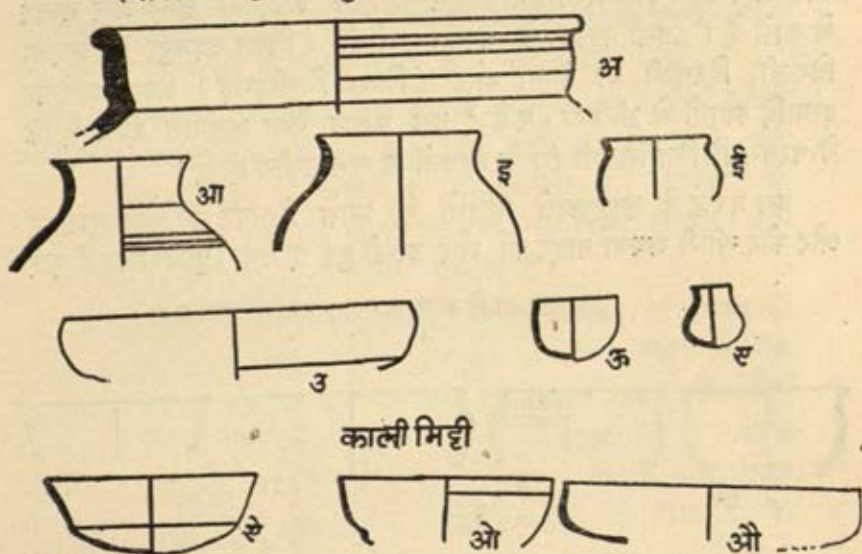 अ
आ इ ई
उ ऊ ए
काली मिट्टी
ऐ ओ औ